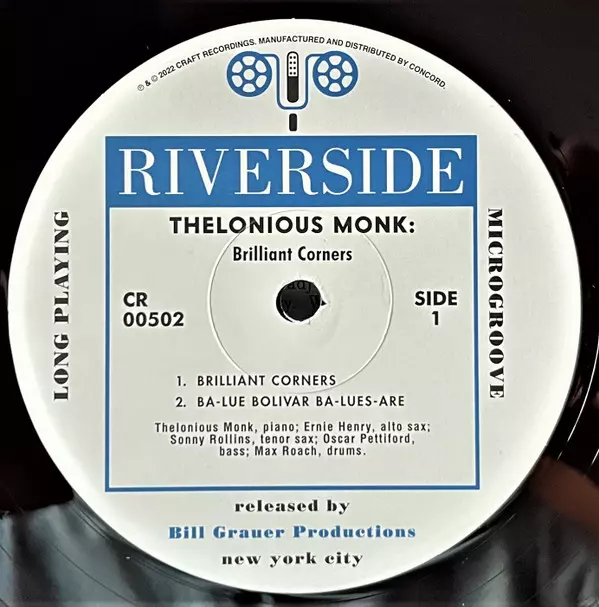 ℗ & © 2022 CRAFT RECORDINGS. MANUFACTURED AND DISTRIBUTED BY CONCORD.
RIVERSIDE
THELONIOUS MONK:
Brilliant Corners
LONG PLAYING
MICROGROOVE
CR
00502
SIDE
1
1. BRILLIANT CORNERS
2. BA-LUE BOLIVAR BA-LUES-ARE
Thelonious Monk, piano; Ernie Henry, alto sax;
Sonny Rollins, tenor sax; Oscar Pettiford,
bass; Max Roach, drums.
released by
Bill Grauer Productions
new york city